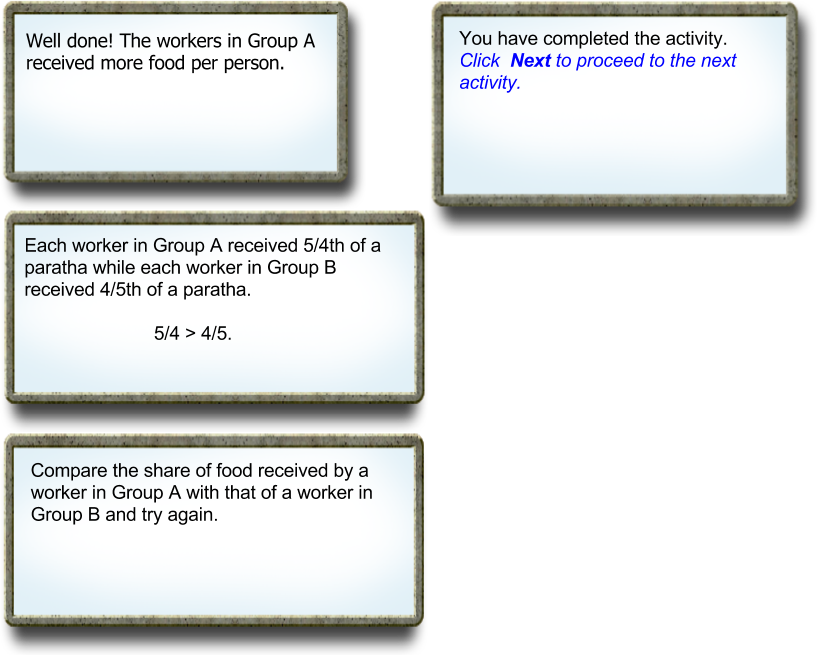 Well done! The workers in Group A
received more food per person.
You have completed the activity.
Click Next to proceed to the next
activity.
Each worker in Group A received 5/4th of a
paratha while each worker in Group B
received 4/5th of a paratha.
5/4 > 4/5.
Compare the share of food received by a
worker in Group A with that of a worker in
Group B and try again.